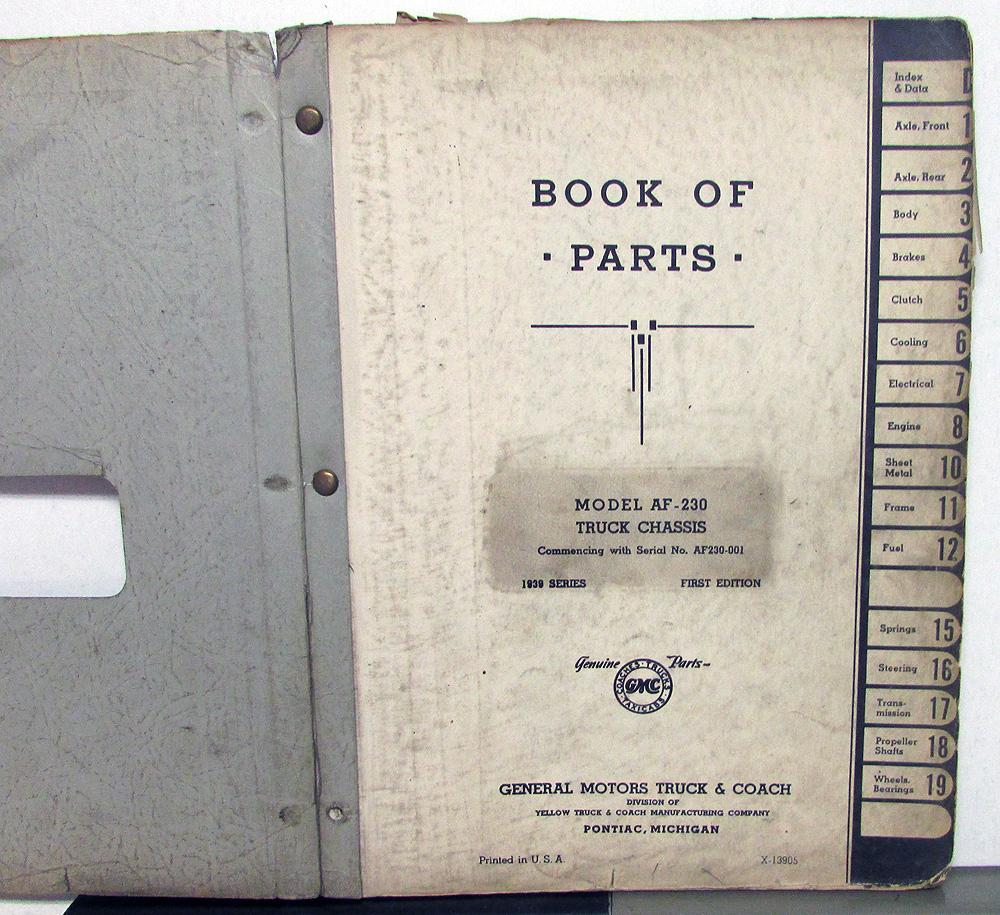 BOOK OF
· PARTS ·
MODEL AF-230
TRUCK CHASSIS
Commencing with Serial No. AF230-001
1939 SERIES FIRST EDITION
Genuine Parts-
COACHES · TRUCKS
GMC
TAXICABS
GENERAL MOTORS TRUCK & COACH
DIVISION OF
YELLOW TRUCK & COACH MANUFACTURING COMPANY
PONTIAC, MICHIGAN
Printed in U. S. A. X-13905
Index
& Data
Axle, Front 1
Axle, Rear 2
Body 3
Brakes 4
Clutch 5
Cooling 6
Electrical 7
Engine 8
Sheet
Metal 10
Frame 11
Fuel 12
Springs 15
Steering 16
Trans-
mission 17
Propeller
Shafts 18
Wheels,
Bearings 19